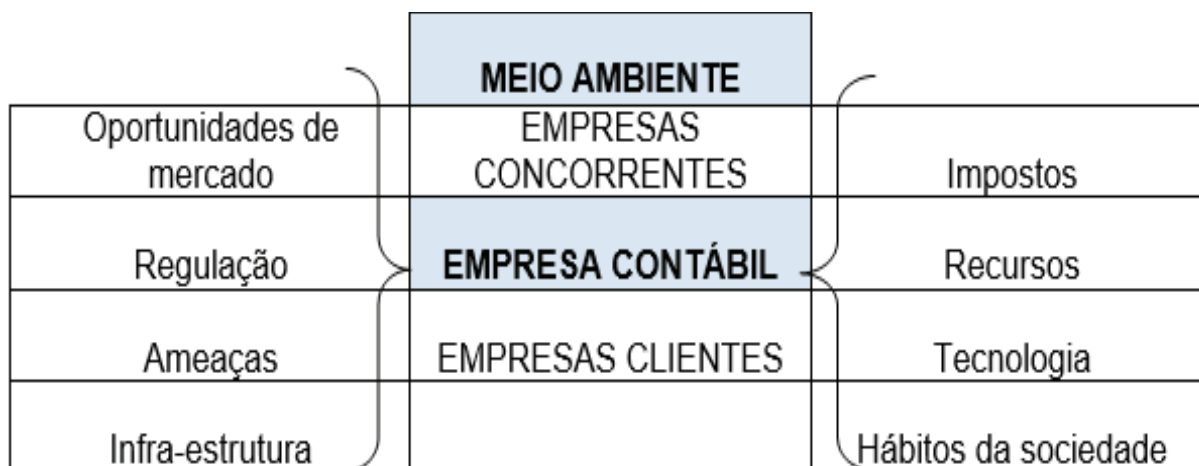 MEIO AMBIENTE
Oportunidades de
mercado
EMPRESAS
CONCORRENTES
Impostos
Regulação
EMPRESA CONTÁBIL
Recursos
Ameaças
EMPRESAS CLIENTES
Tecnologia
Infra-estrutura
Hábitos da sociedade